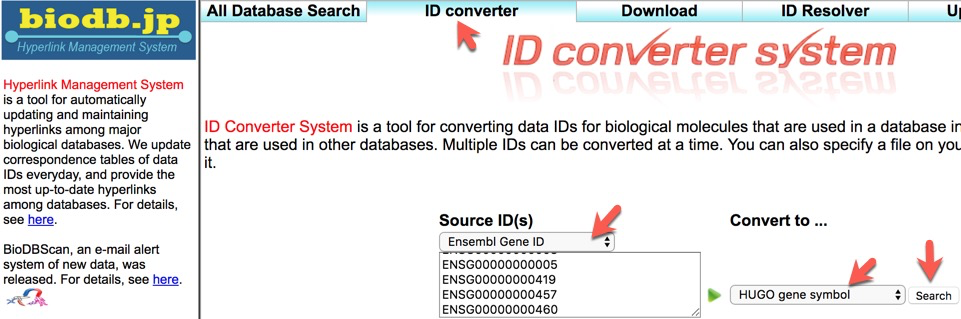 biodb.jp
Hyperlink Management System
All Database Search
ID converter
Download
ID Resolver
ID converter system
Hyperlink Management System
is a tool for automatically
updating and maintaining
hyperlinks among major
biological databases. We update
correspondence tables of data
IDs everyday, and provide the
most up-to-date hyperlinks
among databases. For details,
see here.
BioDBScan, an e-mail alert
system of new data, was
released. For details, see here.
ID Converter System is a tool for converting data IDs for biological molecules that are used in a database in
that are used in other databases. Multiple IDs can be converted at a time. You can also specify a file on you
it.
Source ID(s)
Convert to ...
Ensembl Gene ID
ENSG00000000005
ENSG00000000419
ENSG00000000457
ENSG00000000460
HUGO gene symbol
Search